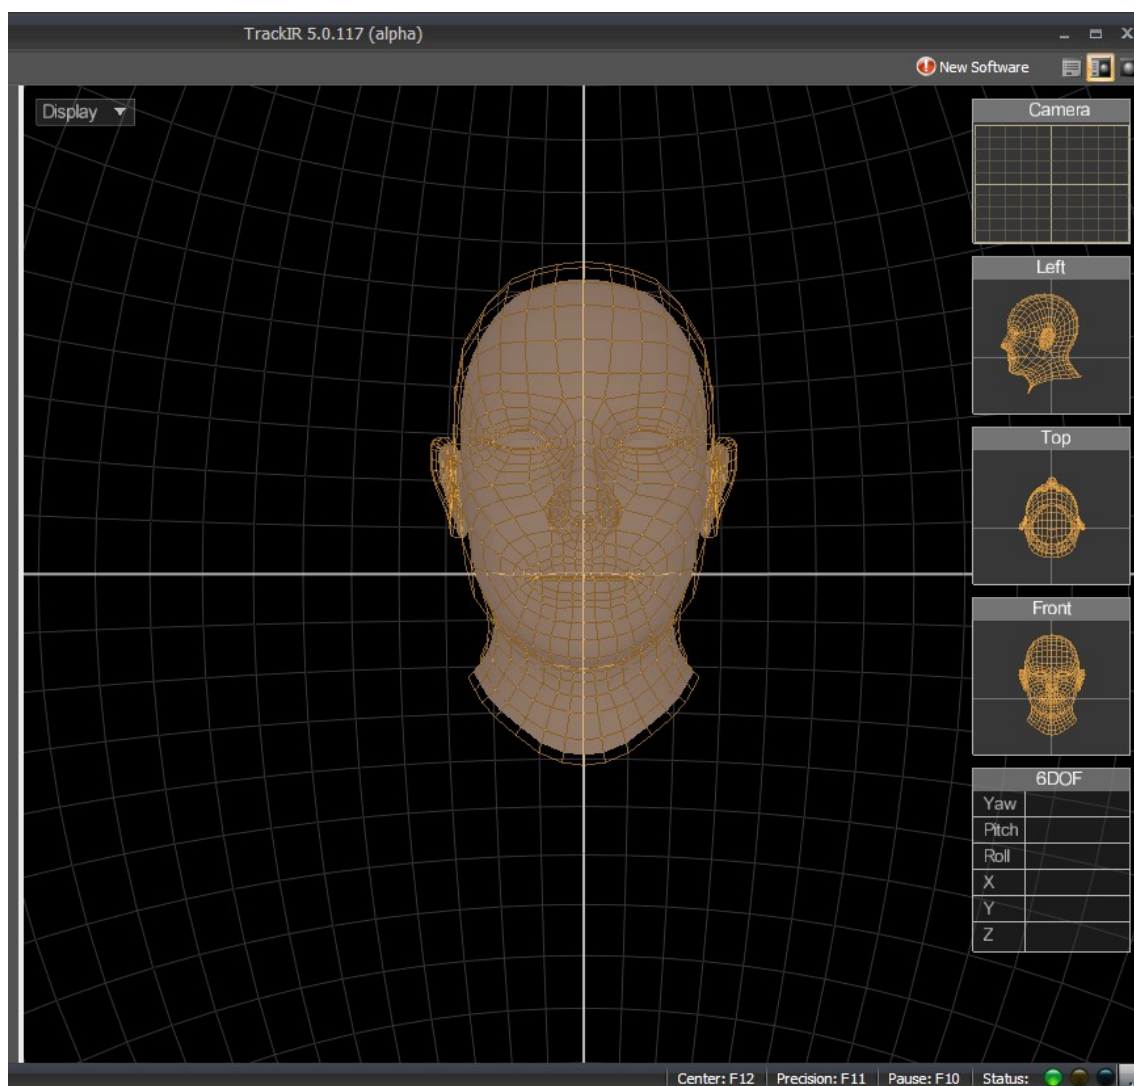 TrackIR 5.0.117 (alpha)
New Software
Display
Camera
Left
Top
Front
6DOF
Yaw
Pitch
Roll
X
Y
Z
Center: F12 Precision: F11 Pause: F10 Status: